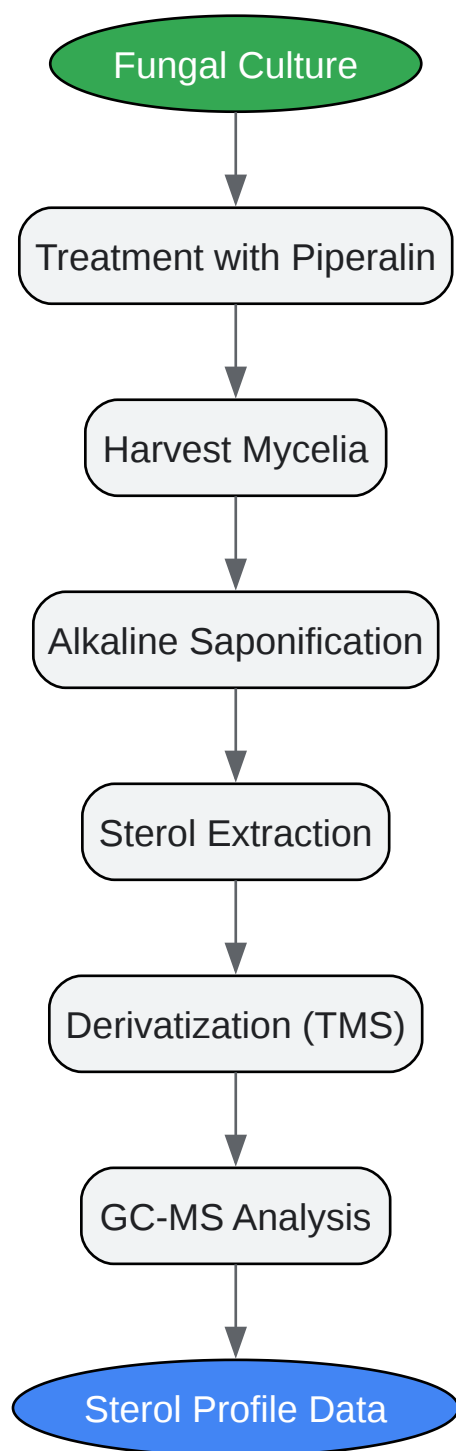 Fungal Culture
Treatment with Piperalin
Harvest Mycelia
Alkaline Saponification
Sterol Extraction
Derivatization (TMS)
GC-MS Analysis
Sterol Profile Data